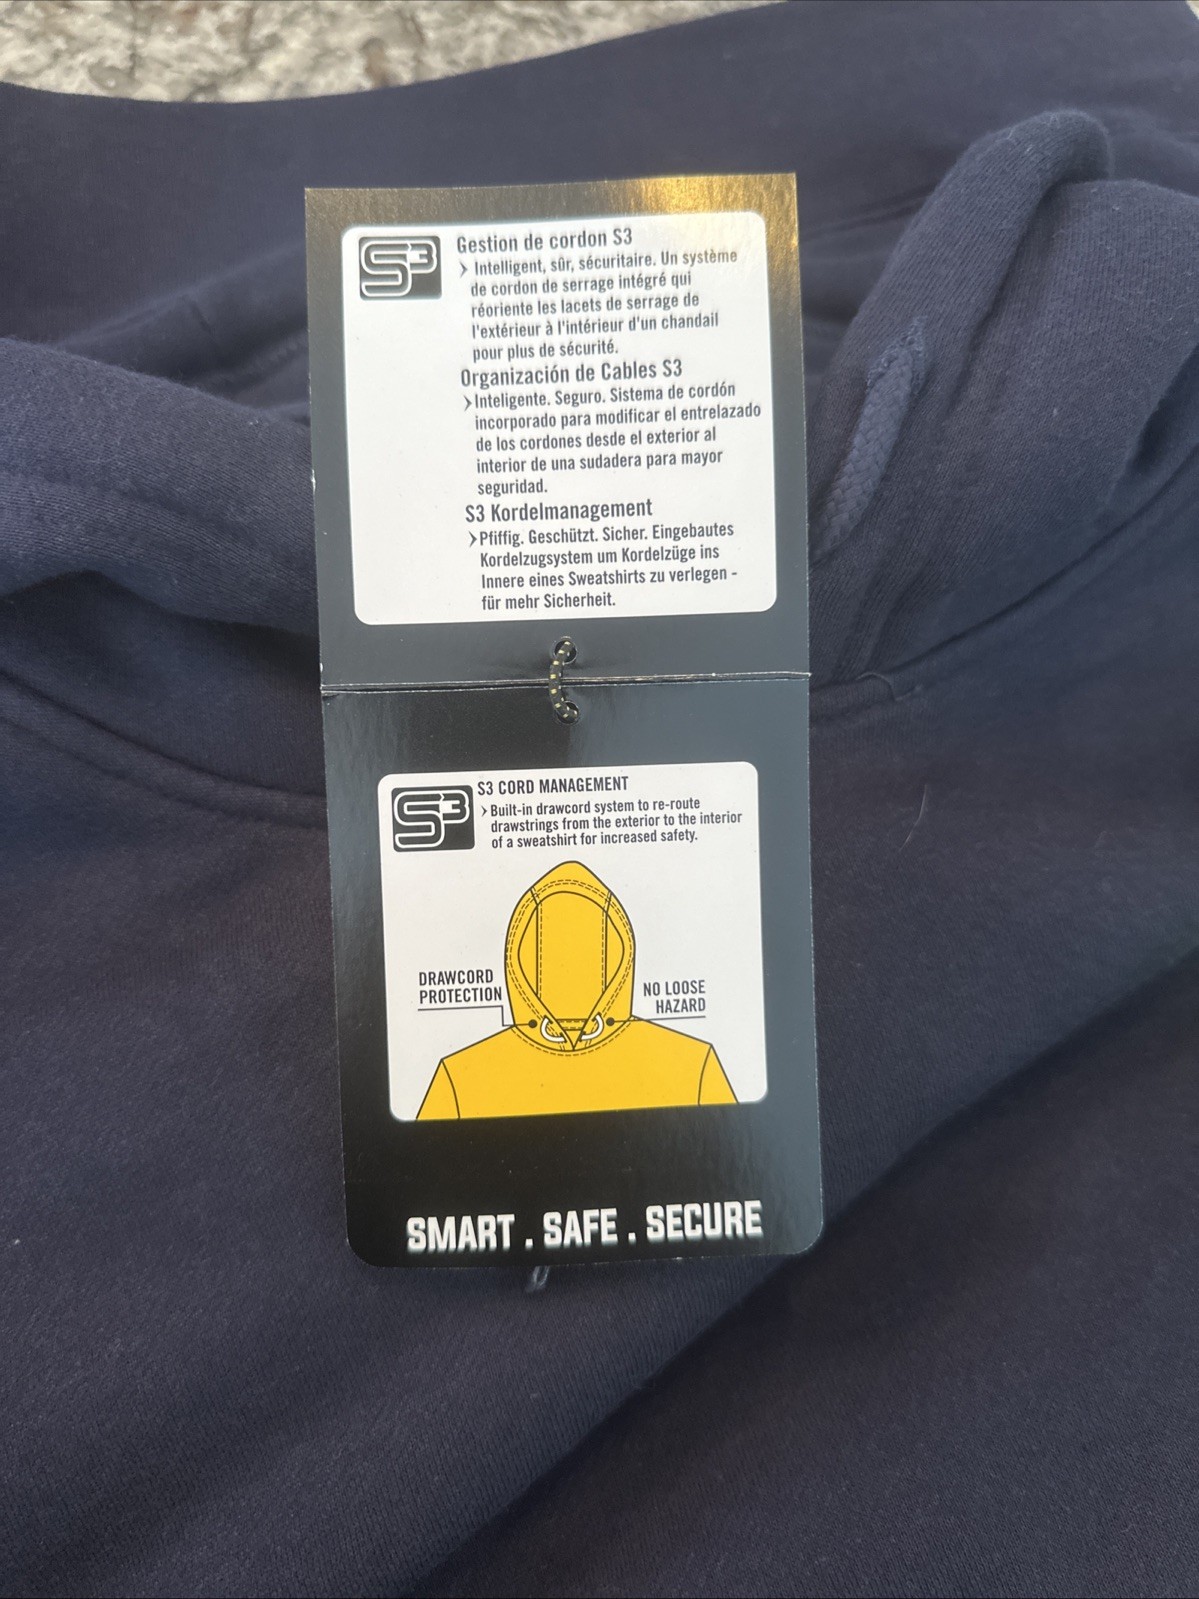 S3
Gestion de cordon S3
› Intelligent, sûr, sécuritaire. Un système
de cordon de serrage intégré qui
réoriente les lacets de serrage de
l'extérieur à l'intérieur d'un chandail
pour plus de sécurité.
Organización de Cables S3
› Inteligente. Seguro. Sistema de cordón
incorporado para modificar el entrelazado
de los cordones desde el exterior al
interior de una sudadera para mayor
seguridad.
S3 Kordelmanagement
› Pfiffig. Geschützt. Sicher. Eingebautes
Kordelzugsystem um Kordelzüge ins
Innere eines Sweatshirts zu verlegen -
für mehr Sicherheit.
S3
S3 CORD MANAGEMENT
› Built-in drawcord system to re-route
drawstrings from the exterior to the interior
of a sweatshirt for increased safety.
DRAWCORD
PROTECTION
NO LOOSE
HAZARD
SMART . SAFE . SECURE